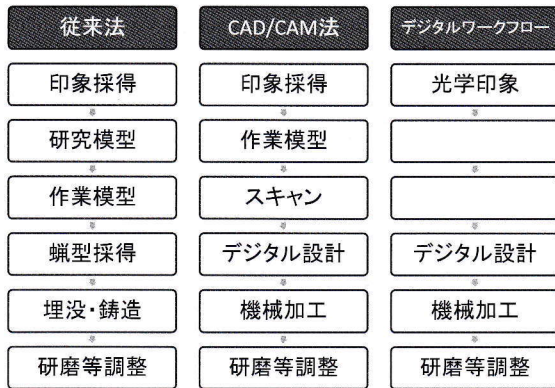 従来法
CAD/CAM法
デジタルワークフロー
印象採得
印象採得
光学印象
研究模型
作業模型
作業模型
スキャン
蝋型採得
デジタル設計
デジタル設計
埋没・鋳造
機械加工
機械加工
研磨等調整
研磨等調整
研磨等調整